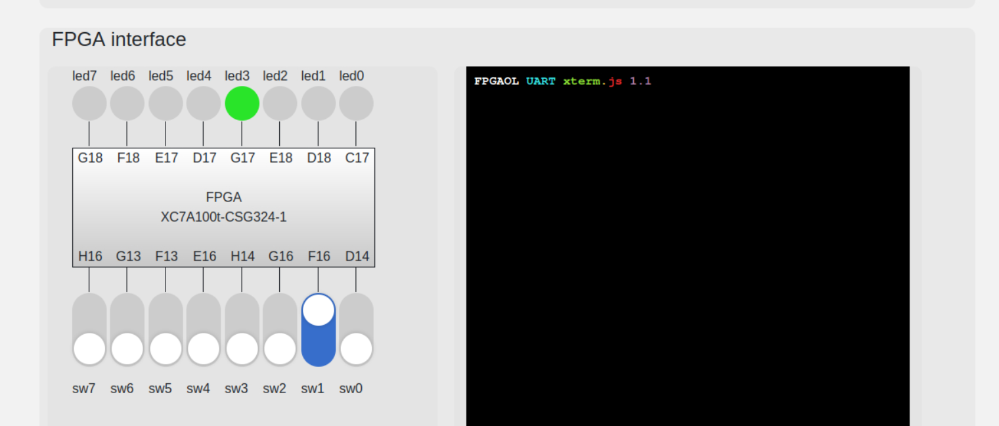 FPGA interface
led7 led6 led5 led4 led3 led2 led1 led0
G18 F18 E17 D17 G17 E18 D18 C17
FPGA
XC7A100t-CSG324-1
H16 G13 F13 E16 H14 G16 F16 D14
sw7 sw6 sw5 sw4 sw3 sw2 sw1 sw0
FPGAOL UART xterm.js 1.1